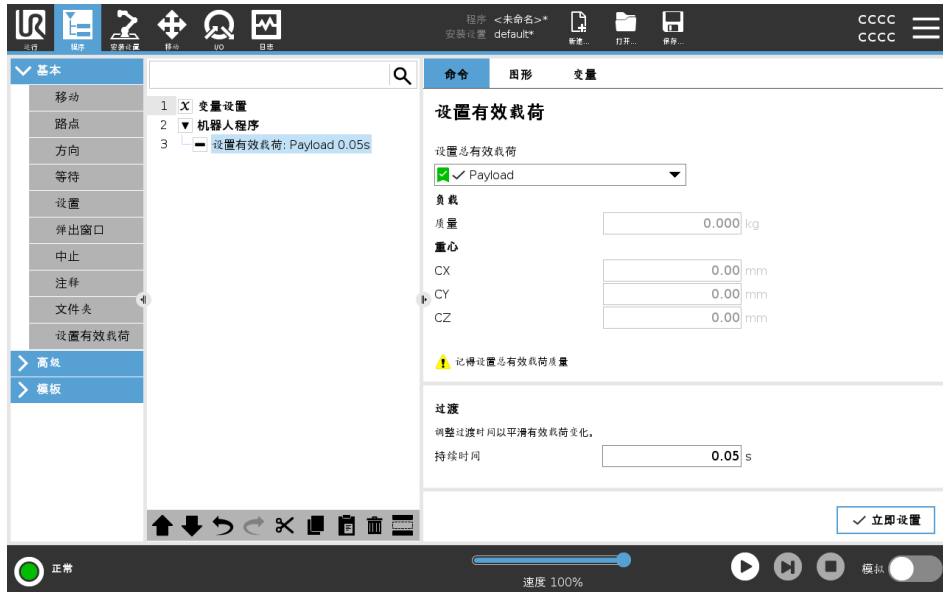 UR
程序 <未命名>*
安装设置 default*
CCCC
CCCC
运行 程序 安装设置 移动 I/O 日志 新建... 打开... 保存...
基本
移动
路点
方向
等待
设置
弹出窗口
中止
注释
文件夹
设置有效载荷
高级
模板
1 X 变量设置
2 ▼ 机器人程序
3 设置有效载荷: Payload 0.05s
命令 图形 变量
设置有效载荷
设置总有效载荷
Payload
负载
质量 0.000 kg
重心
CX 0.00 mm
CY 0.00 mm
CZ 0.00 mm
记得设置总有效载荷质量
过渡
调整过渡时间以平滑有效载荷变化。
持续时间 0.05 s
立即设置
正常
速度 100%
模拟